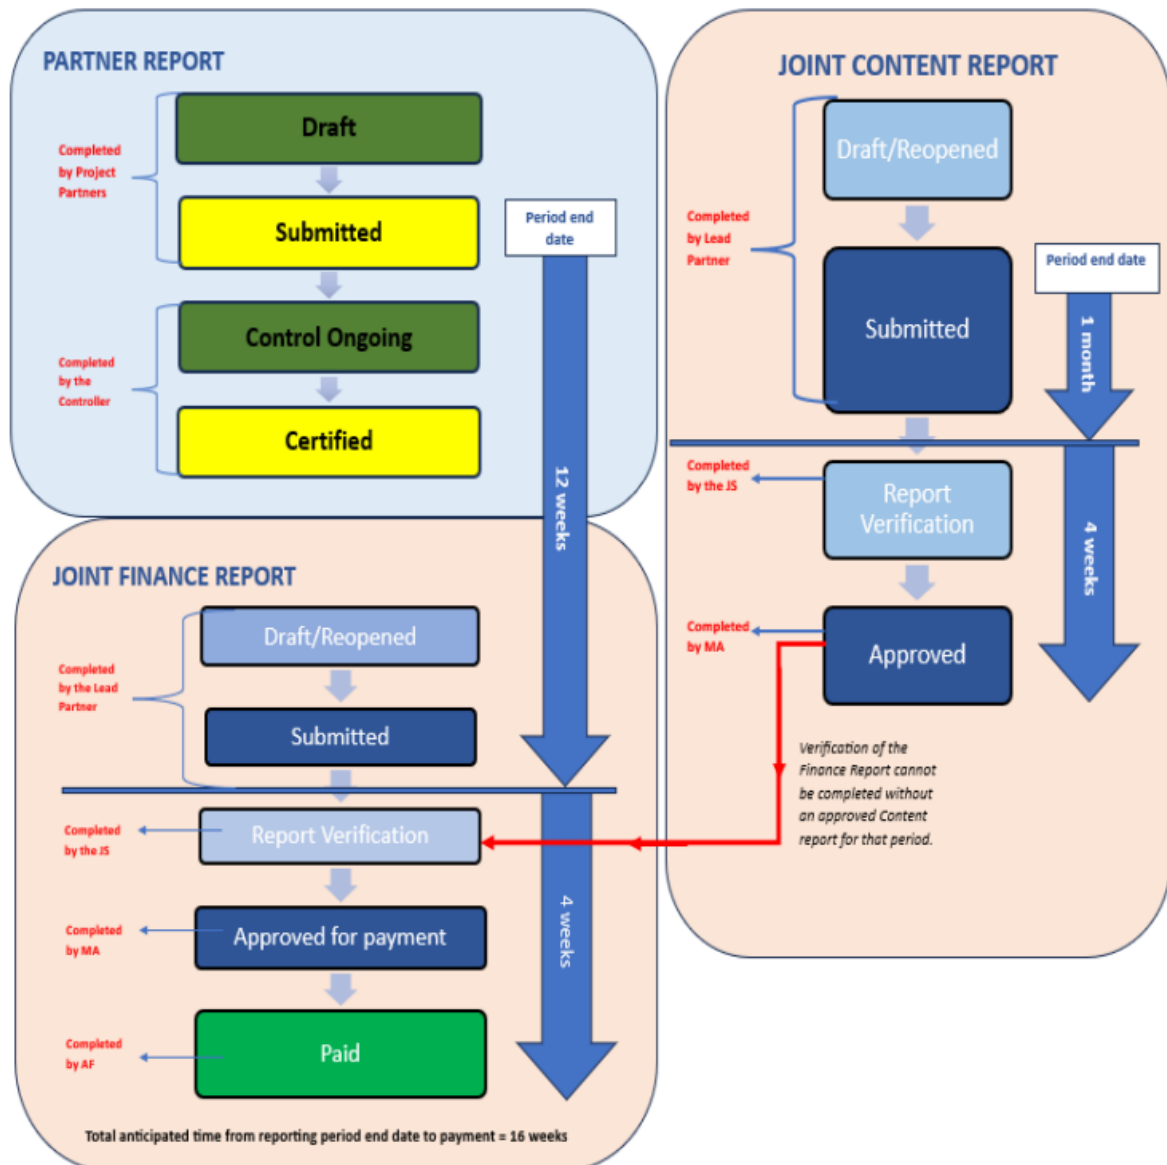 PARTNER REPORT
Completed
by Project
Partners
Draft
Submitted
Period end
date
Completed
by the
Controller
Control Ongoing
Certified
12 weeks
JOINT FINANCE REPORT
Completed
by the Lead
Partner
Draft/Reopened
Submitted
Completed
by the JS
Report Verification
Completed
by MA
Approved for payment
4 weeks
Completed
by AF
Paid
Total anticipated time from reporting period end date to payment = 16 weeks
JOINT CONTENT REPORT
Draft/Reopened
Completed
by Lead
Partner
Period end date
Submitted
1 month
Completed
by the JS
Report
Verification
4 weeks
Completed
by MA
Approved
Verification of the
Finance Report cannot
be completed without
an approved Content
report for that period.